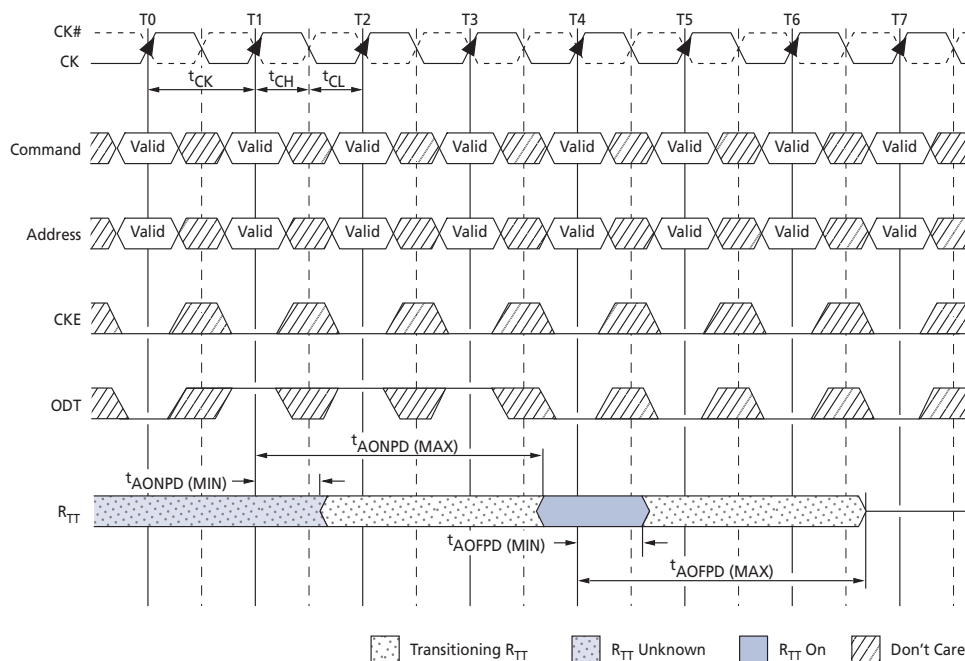 T0 T1 T2 T3 T4 T5 T6 T7
CK#
CK
tCK tCH tCL
Command Valid Valid Valid Valid Valid Valid Valid Valid
Address Valid Valid Valid Valid Valid Valid Valid Valid
CKE
ODT
tAONPD (MAX)
tAONPD (MIN)
RTT
tAOFPD (MIN)
tAOFPD (MAX)
Transitioning RTT RTT Unknown RTT On Don't Care